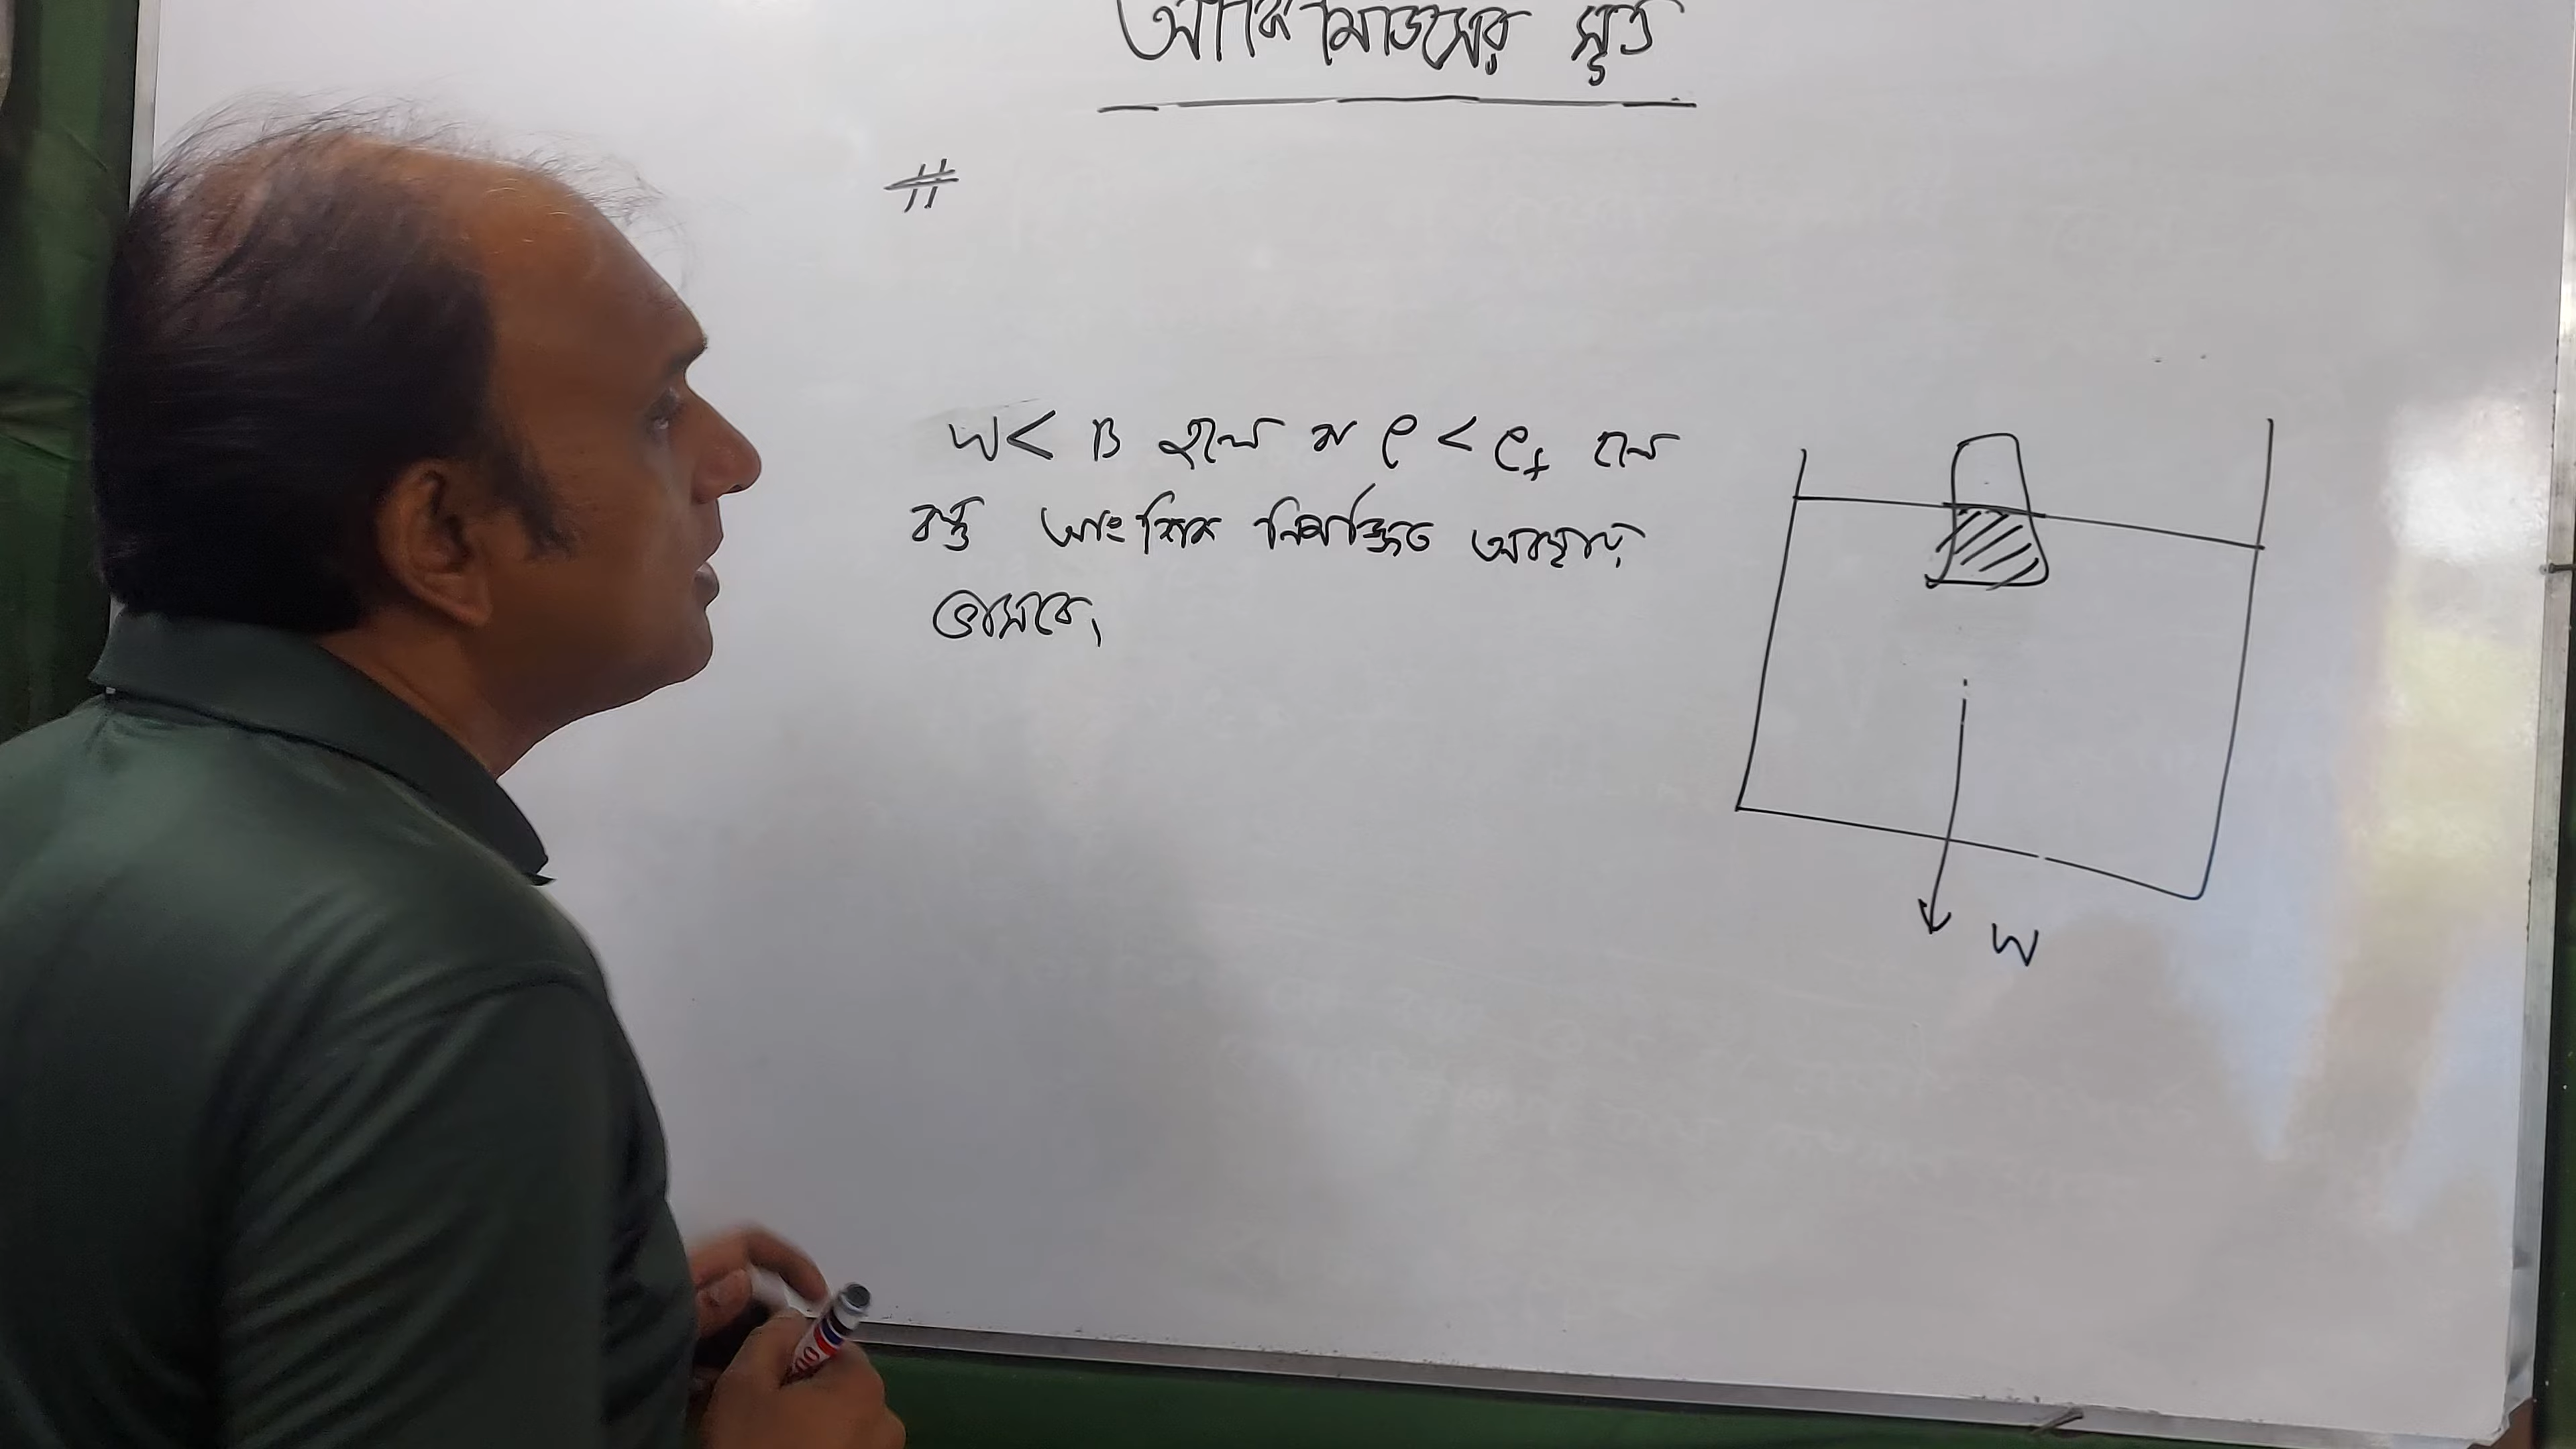 আর্কিমিডিসের সূত্র
#
W < B হলে বা ρ < ρf হলে
বস্তু আংশিক নিমজ্জিত অবস্থায়
ভাসবে।
W